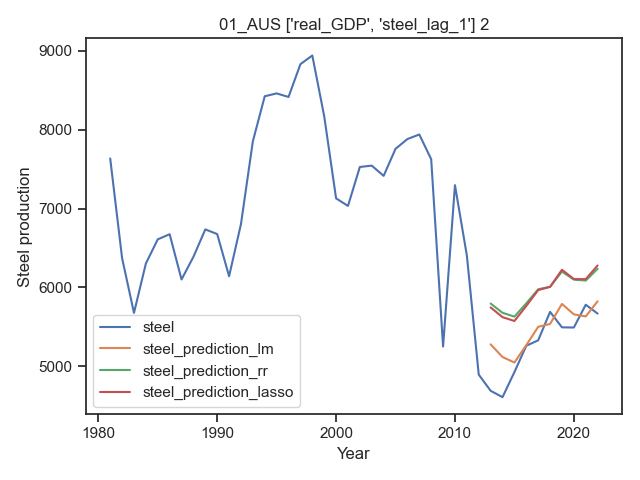 01_AUS ['real_GDP', 'steel_lag_1'] 2
9000
8000
7000
6000
5000
Steel production
steel
steel_prediction_lm
steel_prediction_rr
steel_prediction_lasso
1980
1990
2000
2010
2020
Year